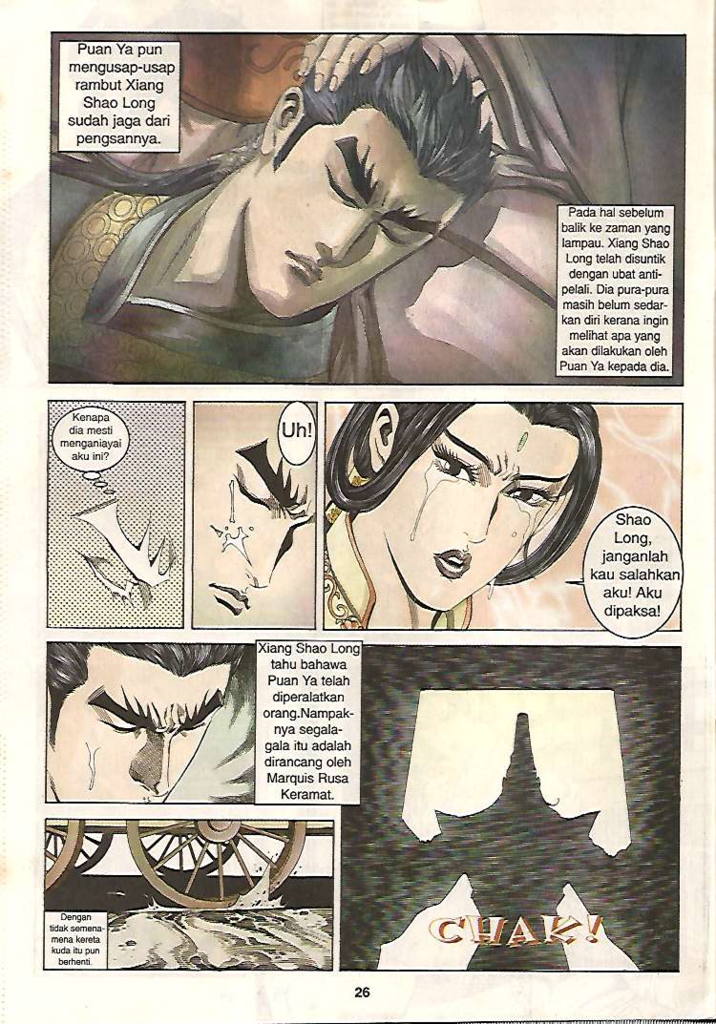 Puan Ya pun
mengusap-usap
rambut Xiang
Shao Long
sudah jaga dari
pengsannya.
Pada hal sebelum
balik ke zaman yang
lampau. Xiang Shao
Long telah disuntik
dengan ubat anti-
pelali. Dia pura-pura
masih belum sedar-
kan diri kerana ingin
melihat apa yang
akan dilakukan oleh
Puan Ya kepada dia.
Kenapa
dia mesti
menganiayai
aku ini?
Uh!
Shao
Long,
janganlah
kau salahkan
aku! Aku
dipaksa!
Xiang Shao Long
tahu bahawa
Puan Ya telah
diperalatkan
orang.Nampak-
nya segala-
gala itu adalah
dirancang oleh
Marquis Rusa
Keramat.
Dengan
tidak semena-
mena kereta
kuda itu pun
berhenti.
CHAK!
26